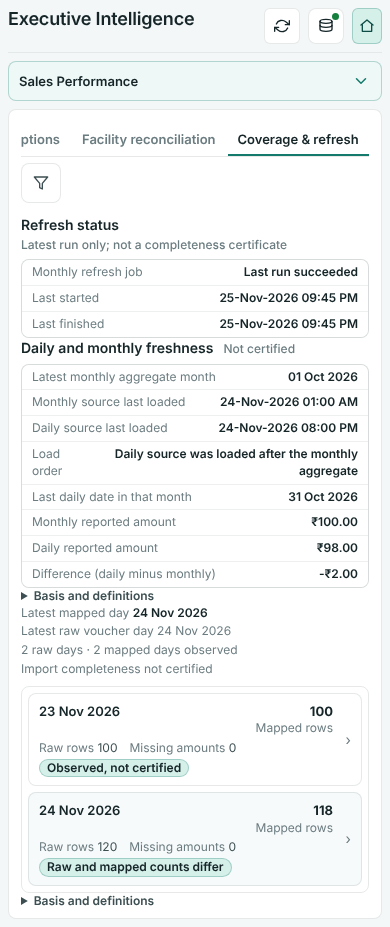 Executive Intelligence
Sales Performance
ptions Facility reconciliation Coverage & refresh
Refresh status
Latest run only; not a completeness certificate
Monthly refresh job Last run succeeded
Last started 25-Nov-2026 09:45 PM
Last finished 25-Nov-2026 09:45 PM
Daily and monthly freshness Not certified
Latest monthly aggregate month 01 Oct 2026
Monthly source last loaded 24-Nov-2026 01:00 AM
Daily source last loaded 24-Nov-2026 08:00 PM
Load order Daily source was loaded after the monthly
aggregate
Last daily date in that month 31 Oct 2026
Monthly reported amount ₹100.00
Daily reported amount ₹98.00
Difference (daily minus monthly) -₹2.00
Basis and definitions
Latest mapped day 24 Nov 2026
Latest raw voucher day 24 Nov 2026
2 raw days · 2 mapped days observed
Import completeness not certified
23 Nov 2026 100
Mapped rows
Raw rows 100 Missing amounts 0
Observed, not certified
24 Nov 2026 118
Mapped rows
Raw rows 120 Missing amounts 0
Raw and mapped counts differ
Basis and definitions